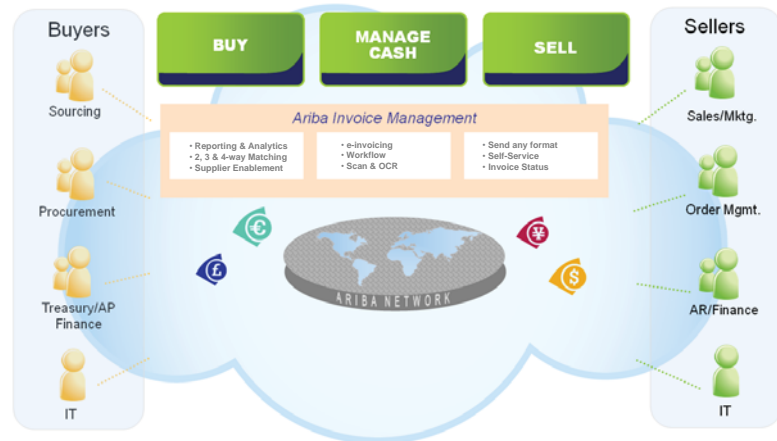 Buyers
Sourcing
Procurement
Treasury/AP
Finance
IT
BUY
MANAGE
CASH
SELL
Ariba Invoice Management
• Reporting & Analytics
• 2, 3 & 4-way Matching
• Supplier Enablement
• e-invoicing
• Workflow
• Scan & OCR
• Send any format
• Self-Service
• Invoice Status
€
£
¥
$
ARIBA NETWORK
Sellers
Sales/Mktg.
Order Mgmt.
AR/Finance
IT